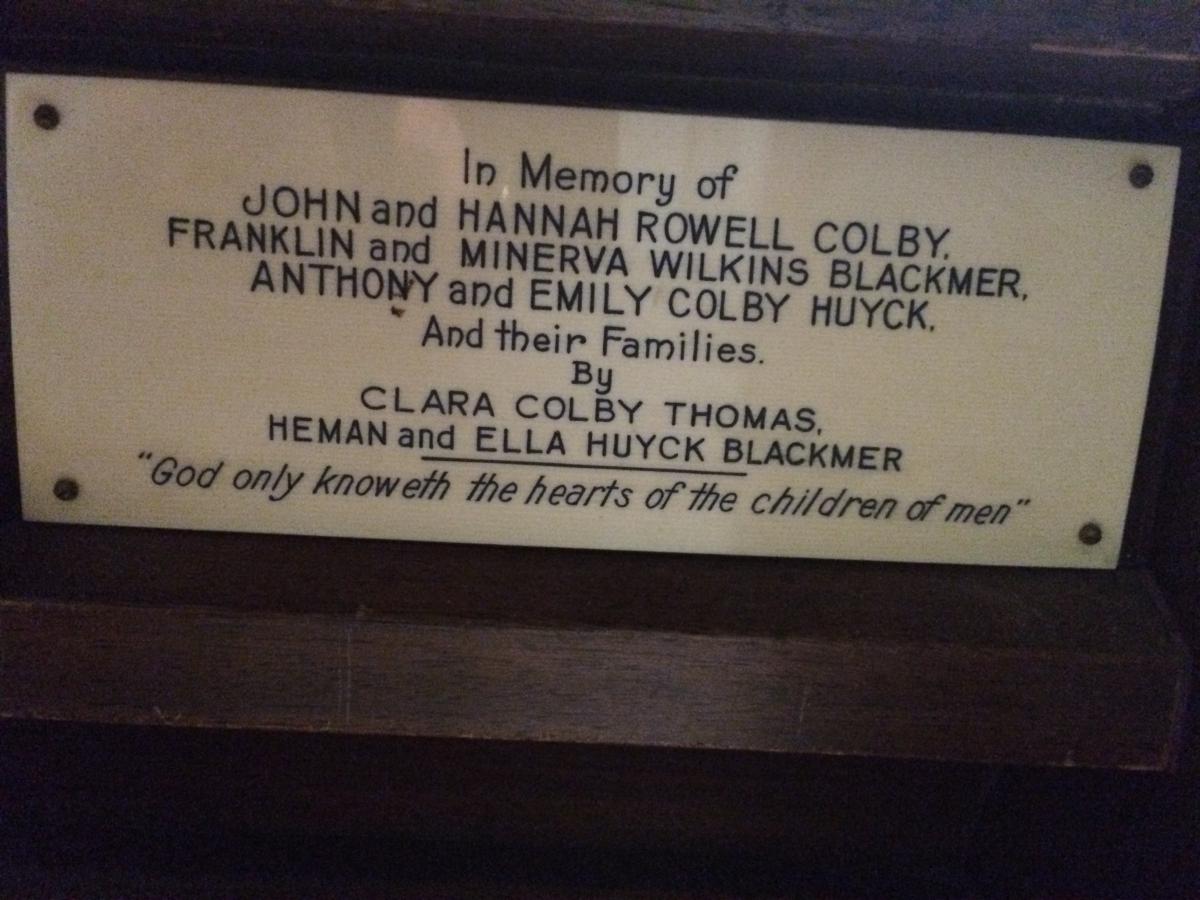 In Memory of
JOHN and HANNAH ROWELL COLBY.
FRANKLIN and MINERVA WILKINS BLACKMER,
ANTHONY and EMILY COLBY HUYCK.
And their Families.
By
CLARA COLBY THOMAS,
HEMAN and ELLA HUYCK BLACKMER
"God only knoweth the hearts of the children of men"